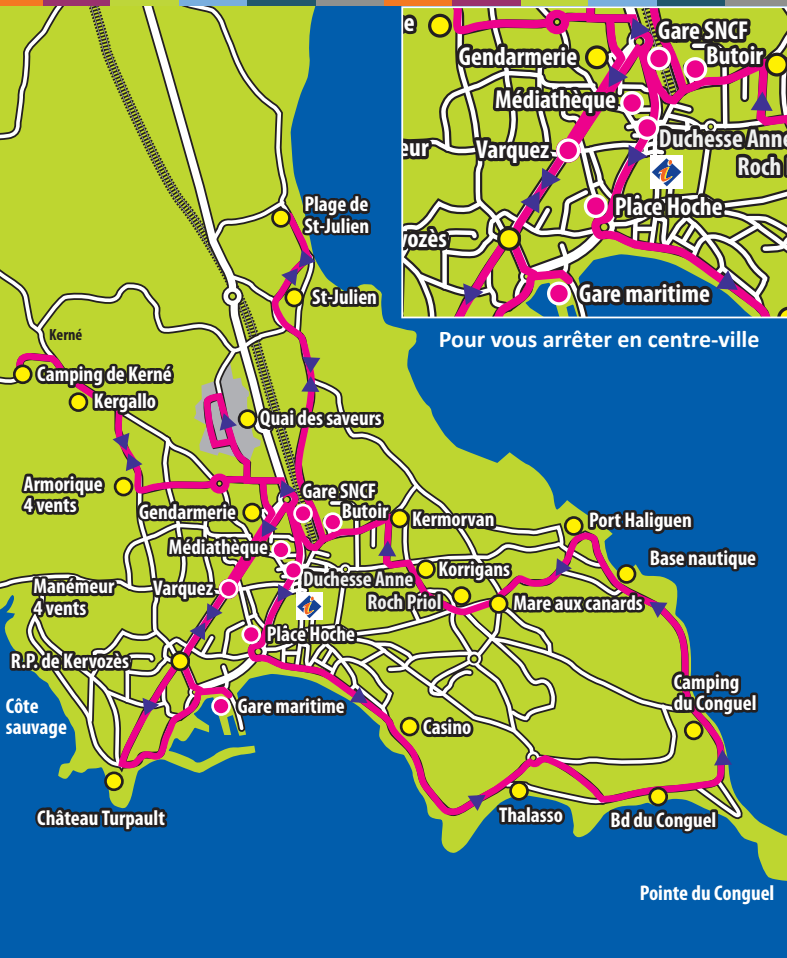 Gare SNCF
Gendarmerie
Butoir
Médiathèque
Duchesse Anne
Varquez
Roch
Place Hoche
Gare maritime
Pour vous arrêter en centre-ville
Plage de
St-Julien
St-Julien
Kerné
Camping de Kerné
Kergallo
Quai des saveurs
Armorique
4 vents
Gare SNCF
Gendarmerie
Butoir
Kermorvan
Port Haliguen
Médiathèque
Base nautique
Duchesse Anne
Korrigans
Manémeur
4 vents
Varquez
Roch Priol
Mare aux canards
Place Hoche
R.P. de Kervozès
Camping
du Conguel
Côte
sauvage
Gare maritime
Casino
Château Turpault
Thalasso
Bd du Conguel
Pointe du Conguel